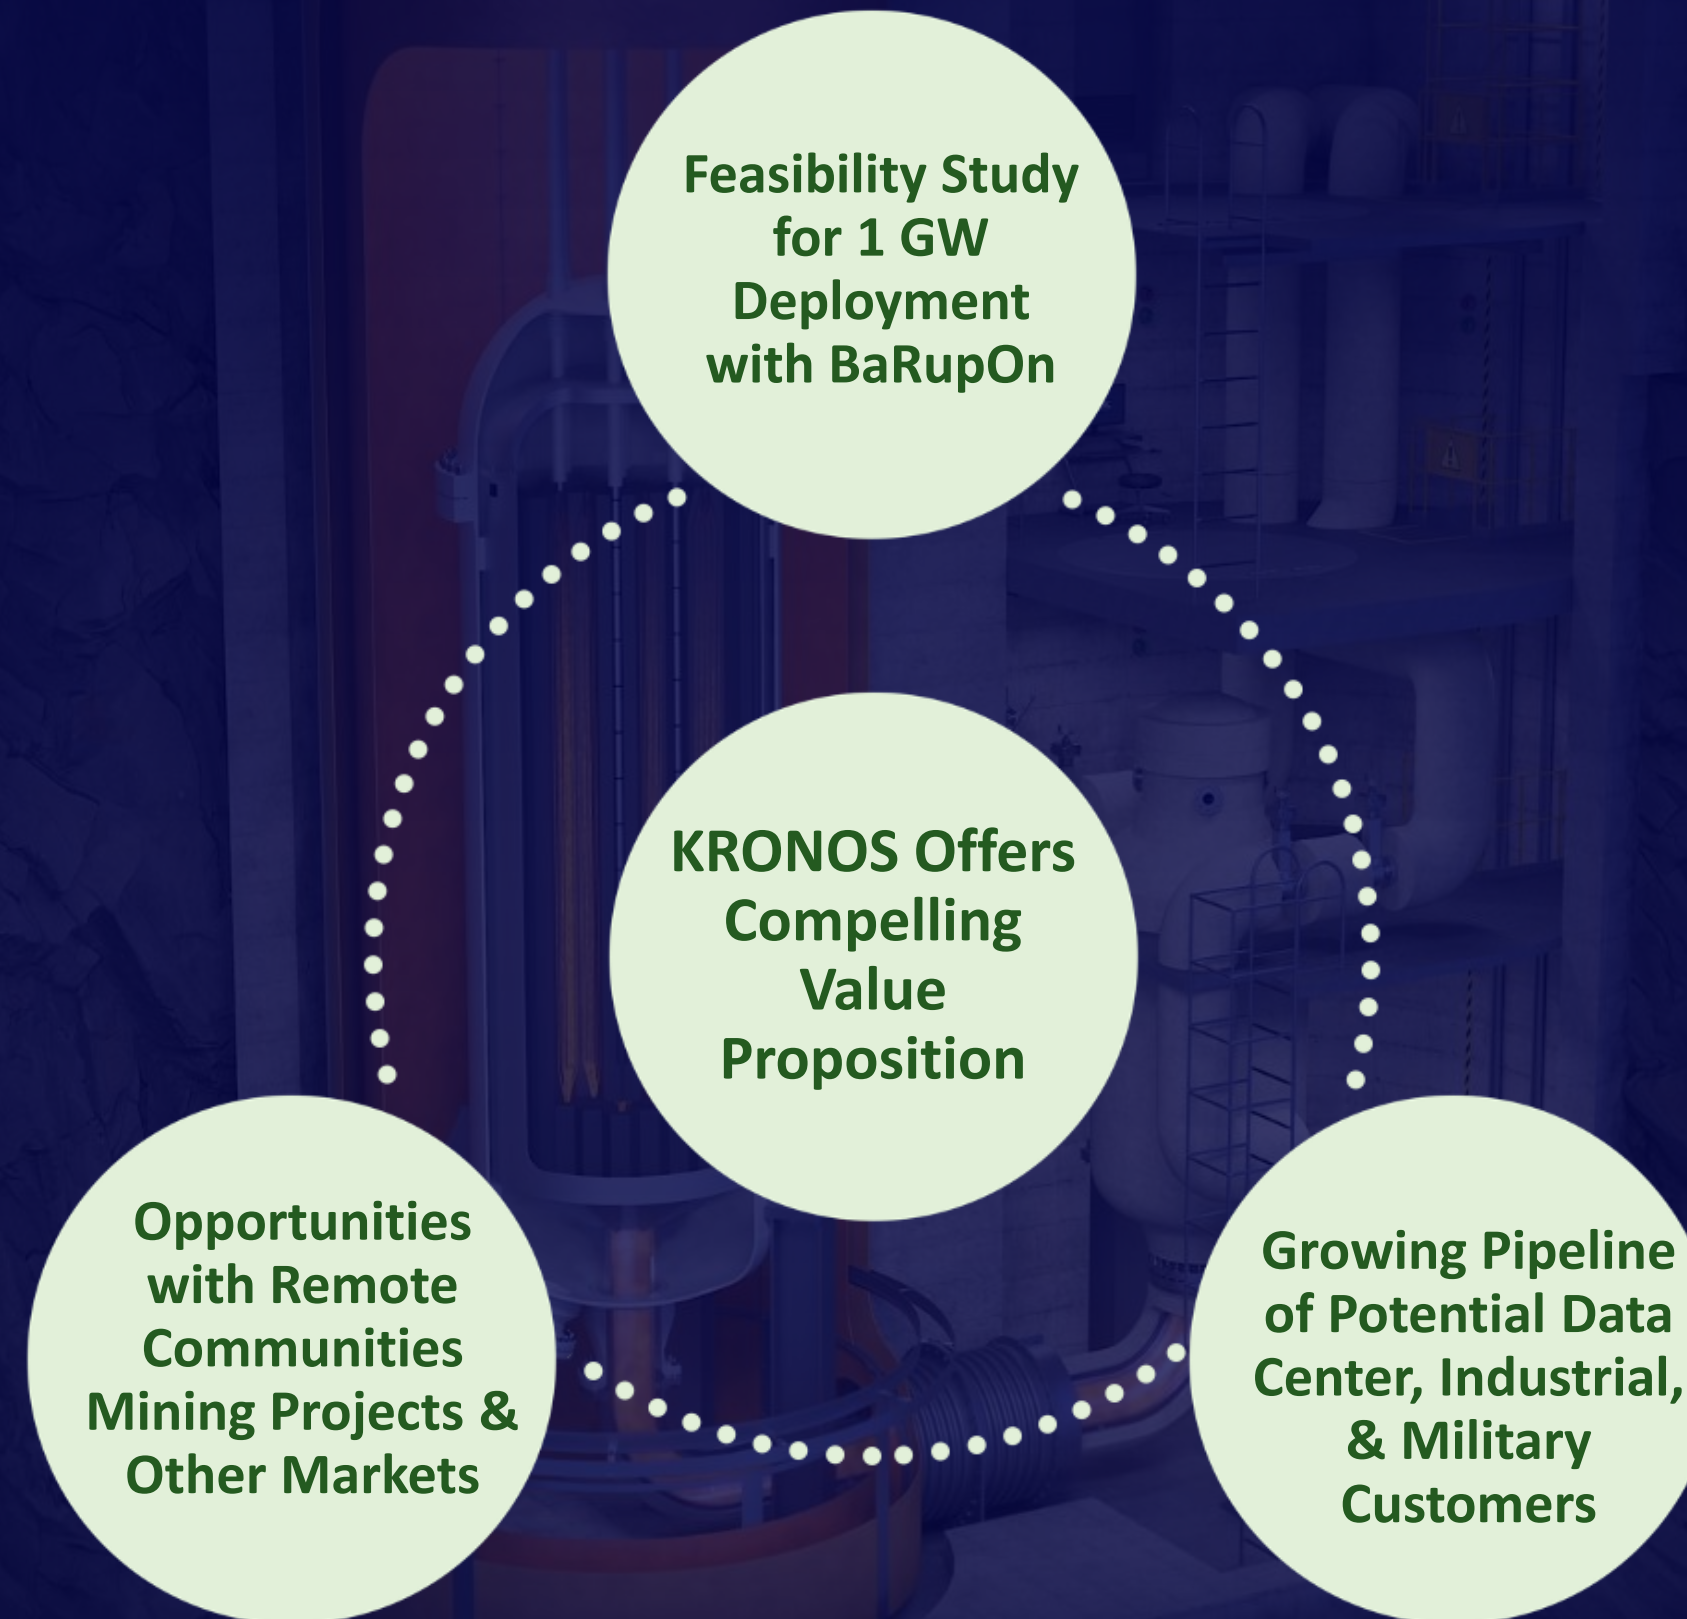 Feasibility Study
for 1 GW
Deployment
with BaRupOn
KRONOS Offers
Compelling
Value
Proposition
Opportunities
with Remote
Communities
Mining Projects &
Other Markets
Growing Pipeline
of Potential Data
Center, Industrial,
& Military
Customers